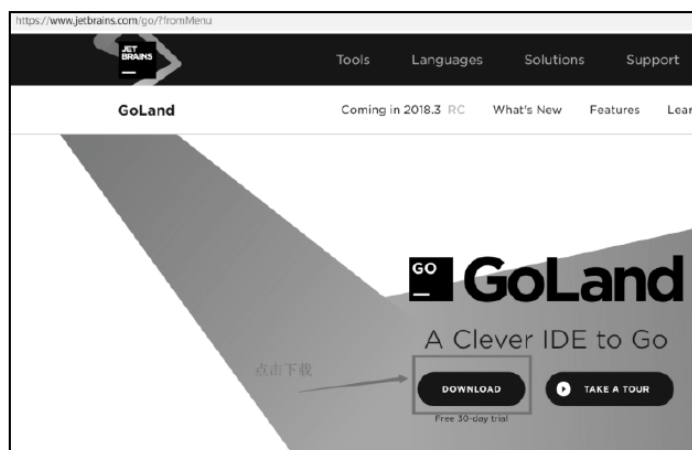 https://www.jetbrains.com/go/?fromMenu
JET
BRAINS
Tools Languages Solutions Support
GoLand Coming in 2018.3 RC What's New Features Lear
GO
GoLand
A Clever IDE to Go
点击下载
DOWNLOAD TAKE A TOUR
Free 30-day trial